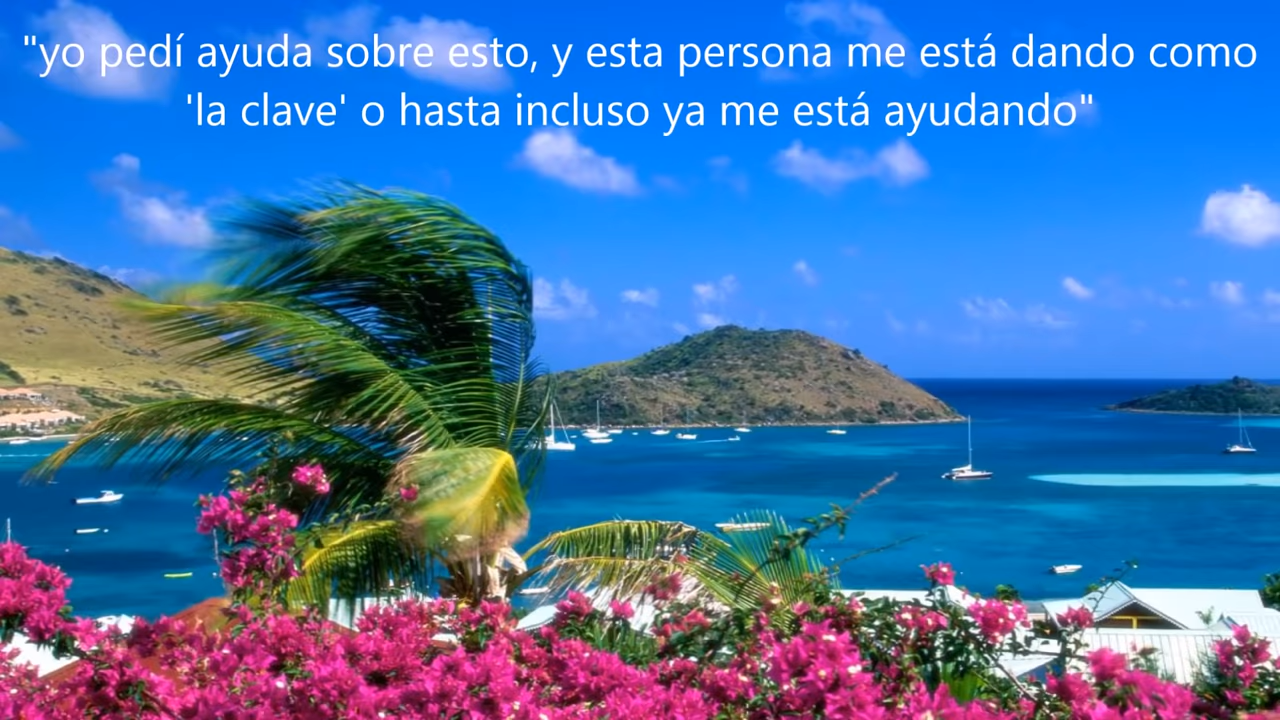 "yo pedí ayuda sobre esto, y esta persona me está dando como
'la clave' o hasta incluso ya me está ayudando"